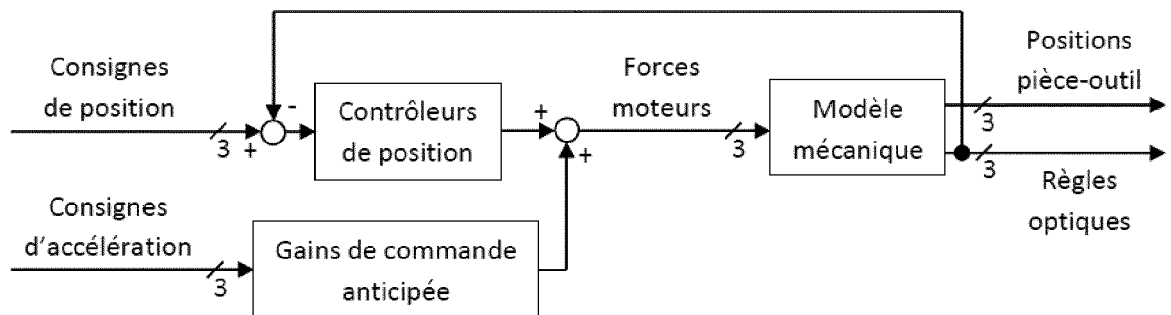 Consignes
de position
3
+
-
Contrôleurs
de position
+
+
Forces
moteurs
3
Modèle
mécanique
Positions
pièce-outil
3
3
Règles
optiques
Consignes
d'accélération
3
Gains de commande
anticipée